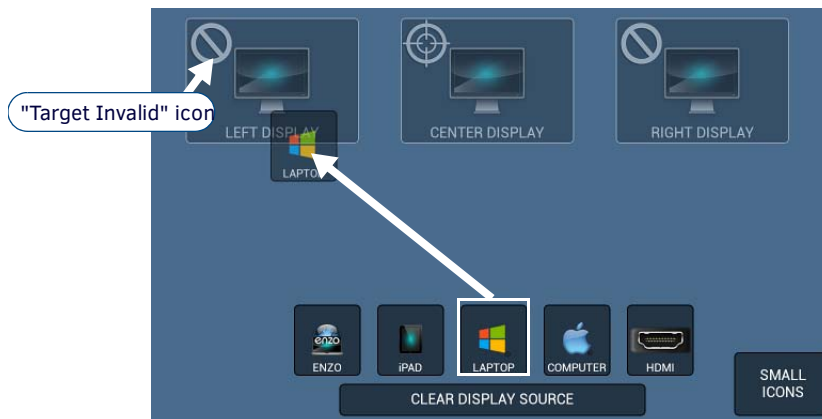 "Target Invalid" icon
LEFT DISPLAY
CENTER DISPLAY
RIGHT DISPLAY
LAPTOP
enzo
ENZO
iPAD
LAPTOP
COMPUTER
HDMI
CLEAR DISPLAY SOURCE
SMALL
ICONS